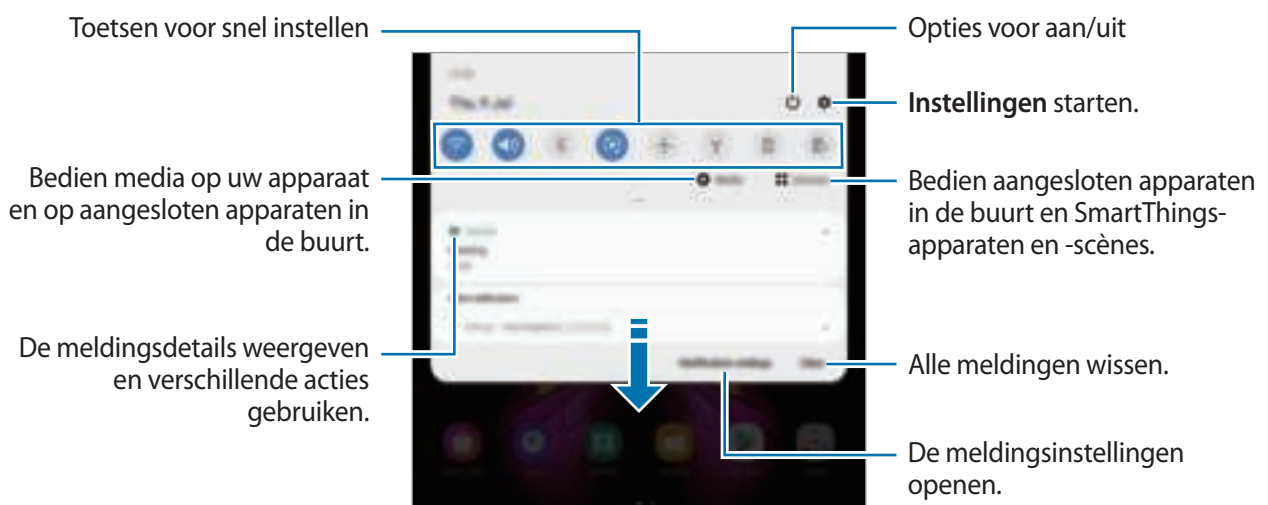 Toetsen voor snel instellen
Opties voor aan/uit
Instellingen starten.
Bedien media op uw apparaat
en op aangesloten apparaten in
de buurt.
Bedien aangesloten apparaten
in de buurt en SmartThings-
apparaten en -scènes.
De meldingsdetails weergeven
en verschillende acties
gebruiken.
Alle meldingen wissen.
De meldingsinstellingen
openen.